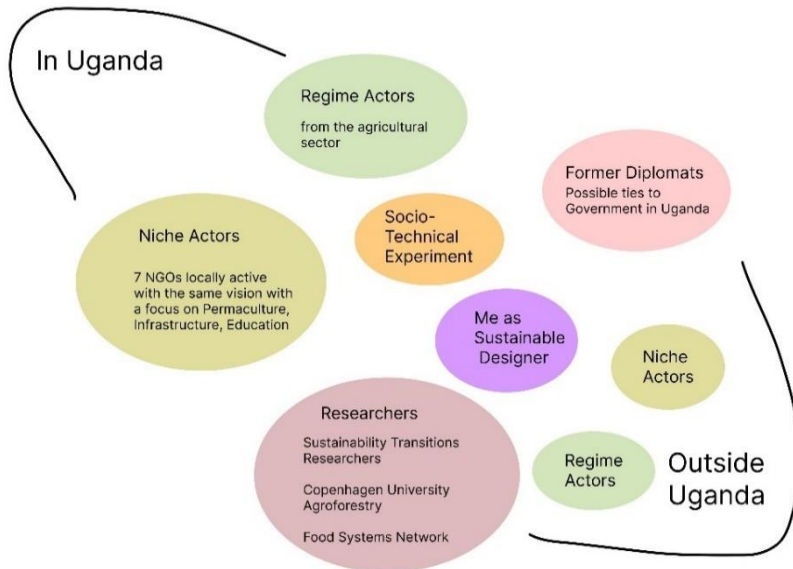 In Uganda
Regime Actors
from the agricultural
sector
Former Diplomats
Possible ties to
Government in Uganda
Niche Actors
7 NGOs locally active
with the same vision with
a focus on Permaculture,
Infrastructure, Education
Socio-
Technical
Experiment
Me as
Sustainable
Designer
Niche
Actors
Researchers
Sustainability Transitions
Researchers
Copenhagen University
Agroforestry
Food Systems Network
Regime
Actors
Outside
Uganda